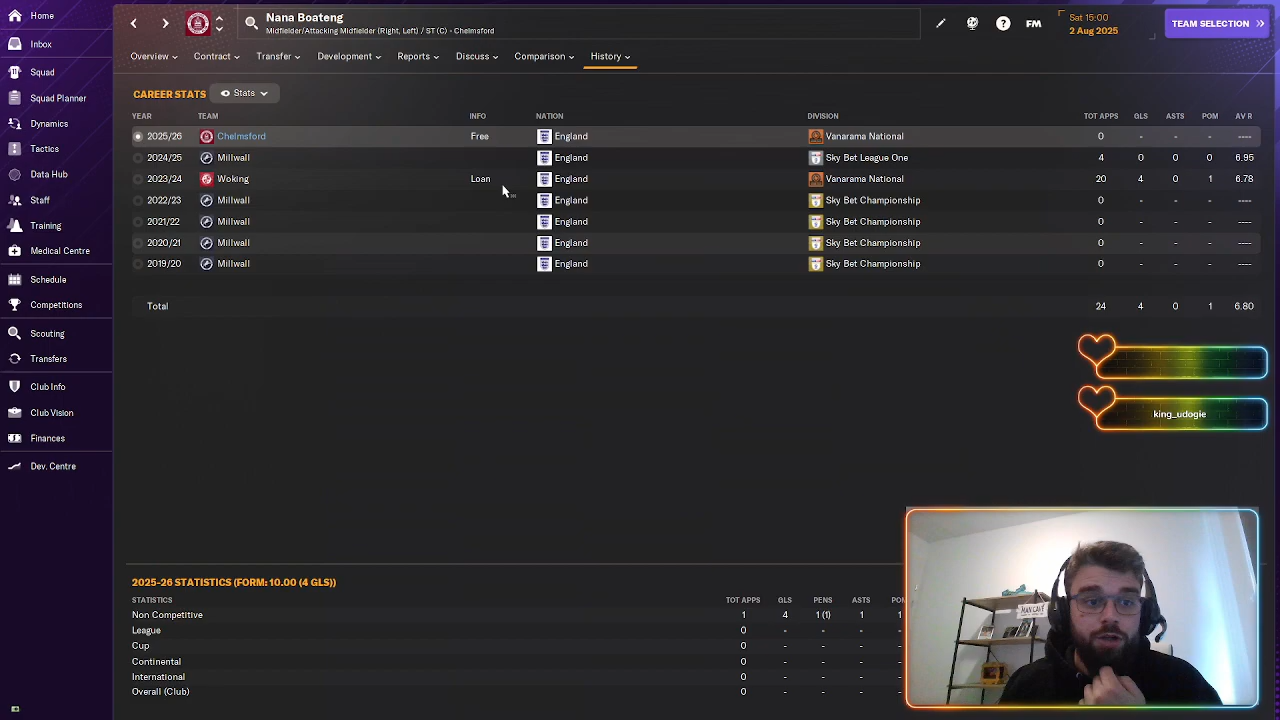 Home
Inbox
Squad
Squad Planner
Dynamics
Tactics
Data Hub
Staff
Training
Medical Centre
Schedule
Competitions
Scouting
Transfers
Club Info
Club Vision
Finances
Dev. Centre
Nana Boateng
Midfielder/Attacking Midfielder (Right, Left) / ST (C) - Chelmsford
?
FM
Sat 15:00
2 Aug 2025
TEAM SELECTION
Overview Contract Transfer Development Reports Discuss Comparison History
CAREER STATS Stats
YEAR TEAM INFO NATION DIVISION TOT APPS GLS ASTS POM AV R
2025/26 Chelmsford Free England Vanarama National 0 - - - ----
2024/25 Millwall England Sky Bet League One 4 0 0 0 6.95
2023/24 Woking Loan England Vanarama National 20 4 - 1 6.78
2022/23 Millwall England Sky Bet Championship 0 - - - ----
2021/22 Millwall England Sky Bet Championship 0 - - - ----
2020/21 Millwall England Sky Bet Championship 0 - - - ----
2019/20 Millwall England Sky Bet Championship 0 - - - ----
Total 24 4 0 1 6.80
king_udogie
2025-26 STATISTICS (FORM: 10.00 (4 GLS))
STATISTICS TOT APPS GLS PENS ASTS POM
Non Competitive 1 4 1 (1) 1 1
League 0 - - - -
Cup 0 - - - -
Continental 0 - - - -
International 0 - - - -
Overall (Club) 0 - - - -
MAN CAVE